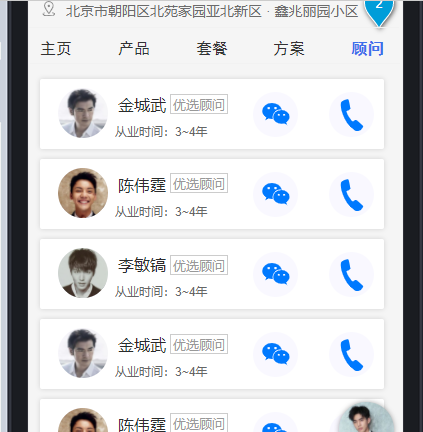 北京市朝阳区北苑家园亚北新区 · 鑫兆丽园小区
2
主页 产品 套餐 方案 顾问
金城武 优选顾问
从业时间：3~4年
陈伟霆 优选顾问
从业时间：3~4年
李敏镐 优选顾问
从业时间：3~4年
金城武 优选顾问
从业时间：3~4年
陈伟霆 优选顾问